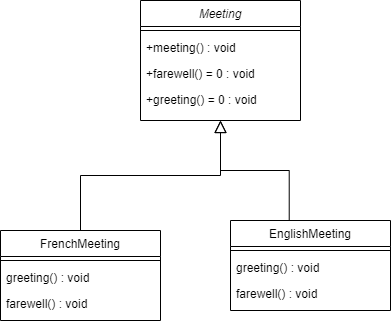 Meeting
+meeting() : void
+farewell() = 0 : void
+greeting() = 0 : void
FrenchMeeting
greeting() : void
farewell() : void
EnglishMeeting
greeting() : void
farewell() : void